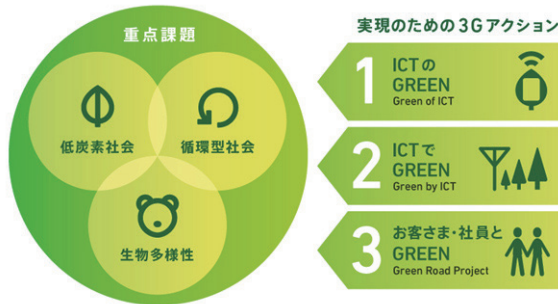 重点課題
低炭素社会
循環型社会
生物多様性
実現のための3Gアクション
1
ICTの
GREEN
Green of ICT
2
ICTで
GREEN
Green by ICT
3
お客さま・社員と
GREEN
Green Road Project